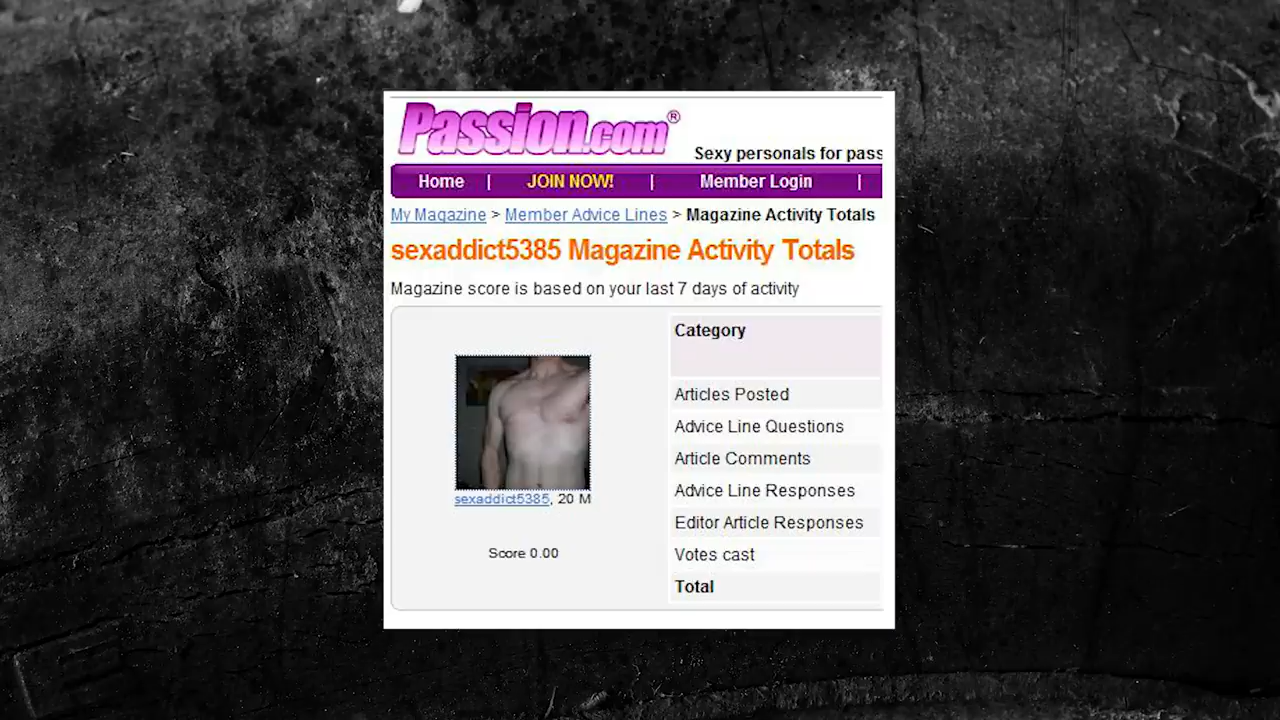 Passion.com®
Sexy personals for pass
Home | JOIN NOW! | Member Login |
My Magazine > Member Advice Lines > Magazine Activity Totals
sexaddict5385 Magazine Activity Totals
Magazine score is based on your last 7 days of activity
Category
Articles Posted
Advice Line Questions
Article Comments
Advice Line Responses
Editor Article Responses
Votes cast
Total
sexaddict5385, 20 M
Score 0.00